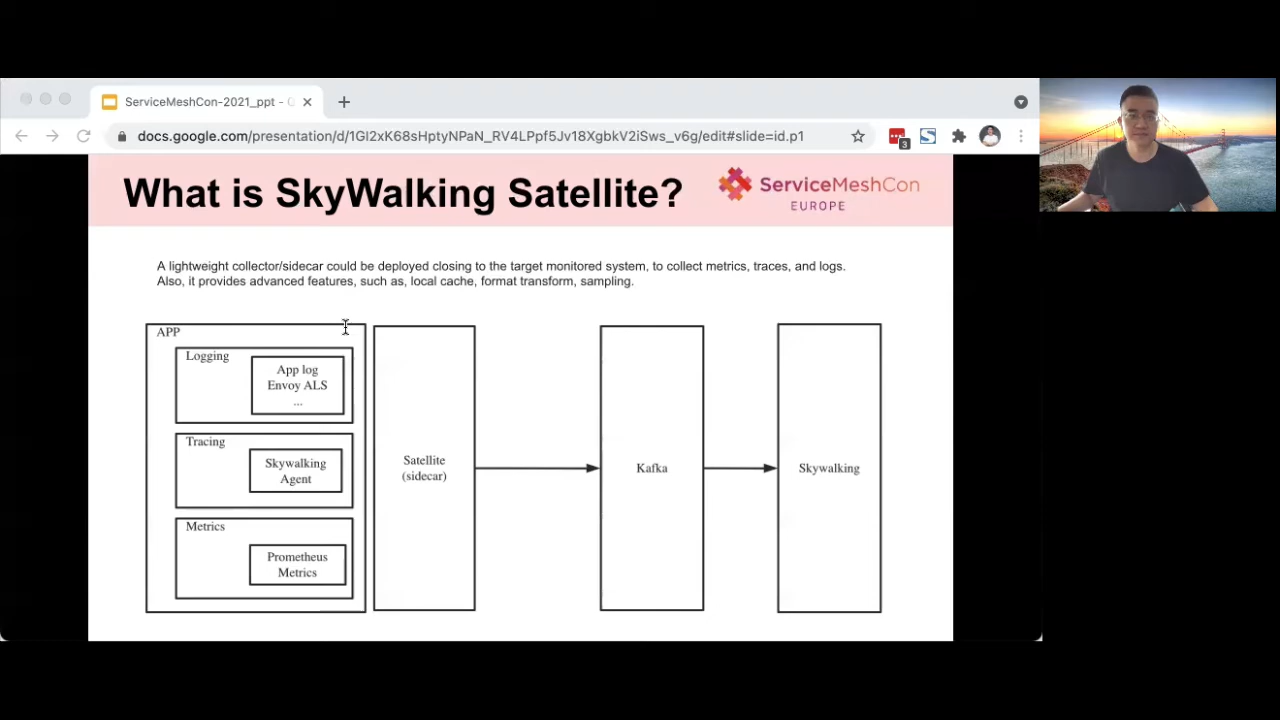 ServiceMeshCon-2021_ppt - G
docs.google.com/presentation/d/1Gl2xK68sHptyNPaN_RV4LPpf5Jv18XgbkV2iSws_v6g/edit#slide=id.p1
3
What is SkyWalking Satellite?
ServiceMeshCon
EUROPE
A lightweight collector/sidecar could be deployed closing to the target monitored system, to collect metrics, traces, and logs.
Also, it provides advanced features, such as, local cache, format transform, sampling.
APP
Logging
App log
Envoy ALS
...
Tracing
Skywalking
Agent
Metrics
Prometheus
Metrics
Satellite
(sidecar)
Kafka
Skywalking